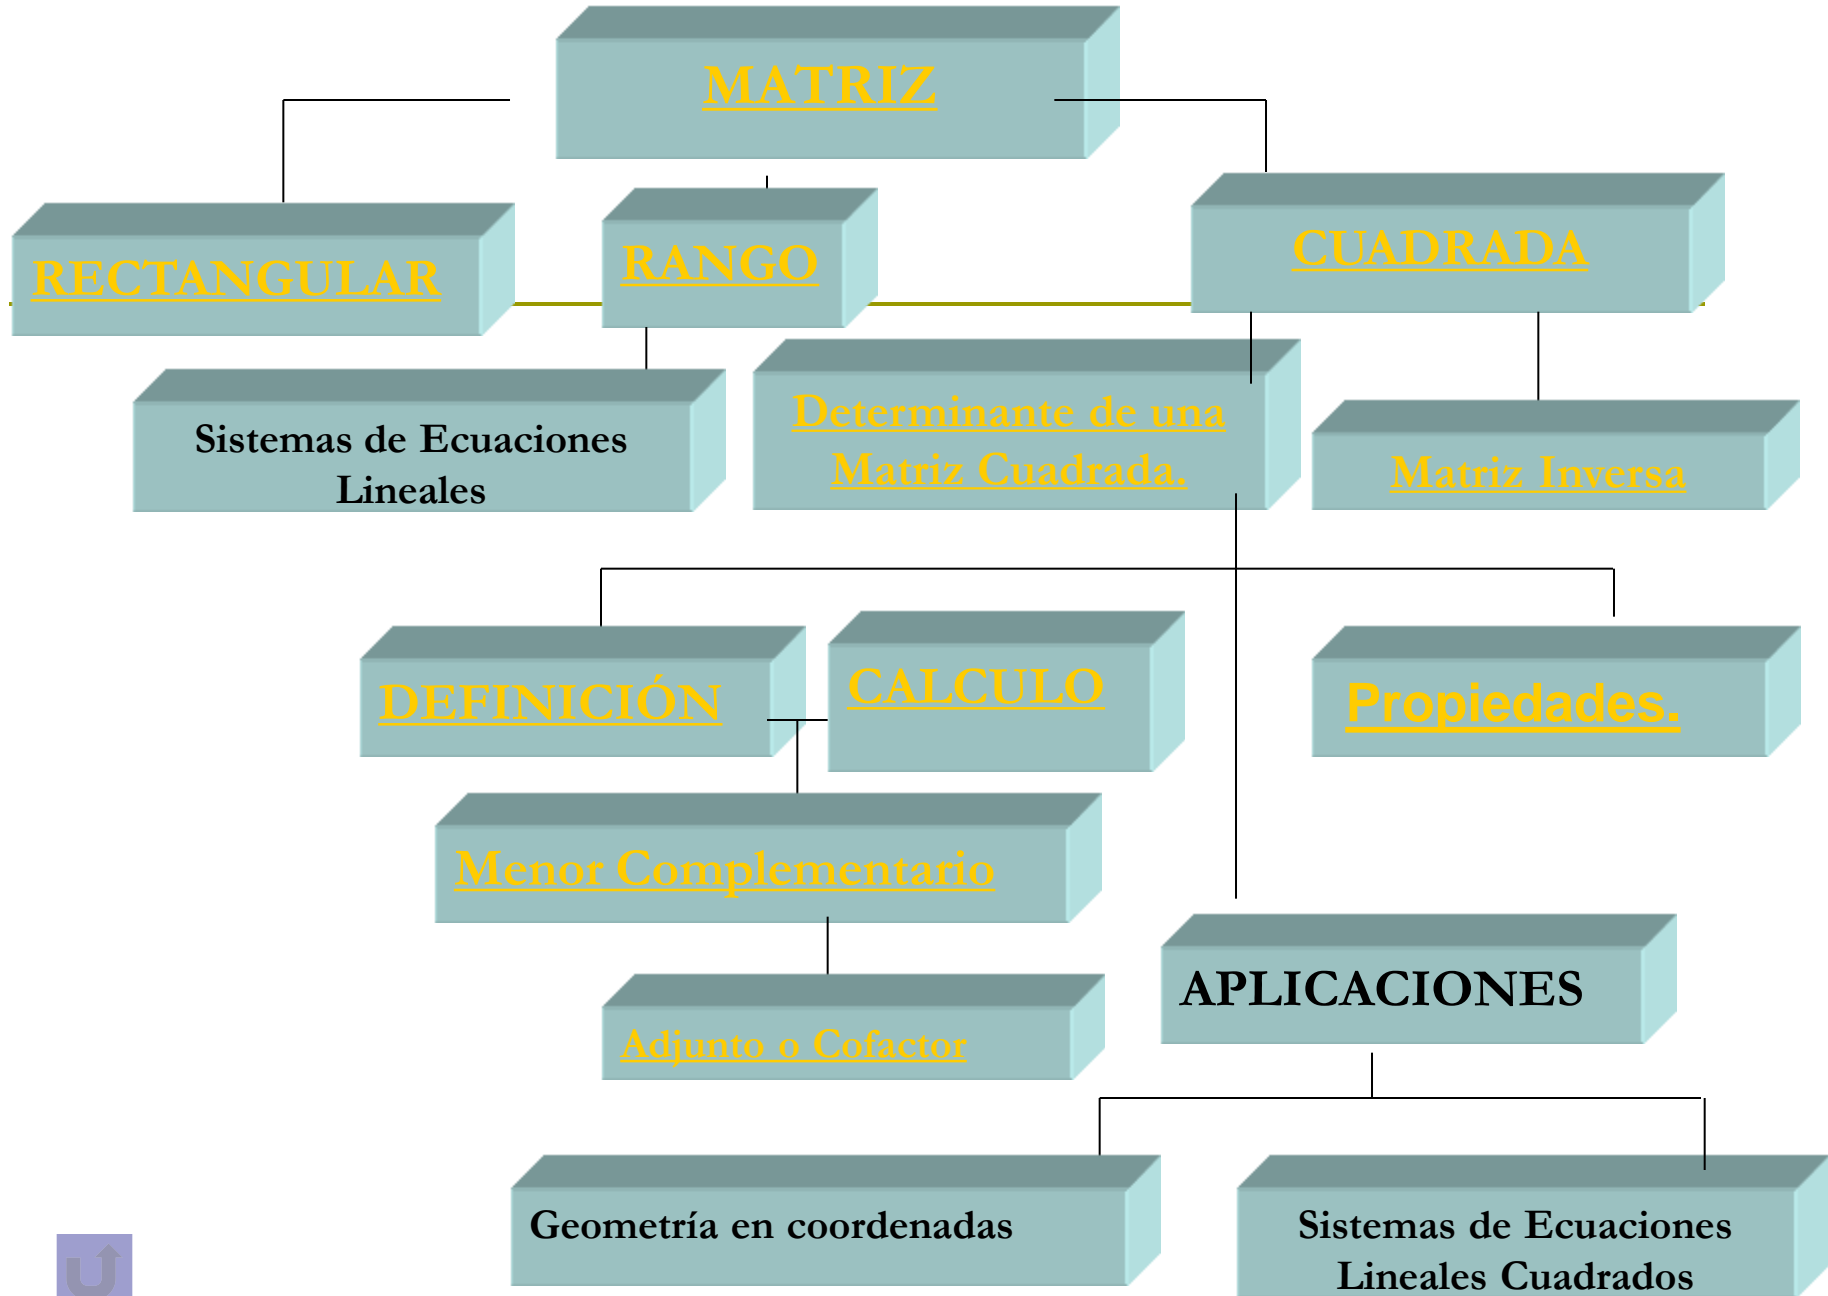 MATRIZ
RECTANGULAR
RANGO
CUADRADA
Sistemas de Ecuaciones
Lineales
Determinante de una
Matriz Cuadrada.
Matriz Inversa
DEFINICIÓN
CALCULO
Propiedades.
Menor Complementario
Adjunto o Cofactor
APLICACIONES
Geometría en coordenadas
Sistemas de Ecuaciones
Lineales Cuadrados